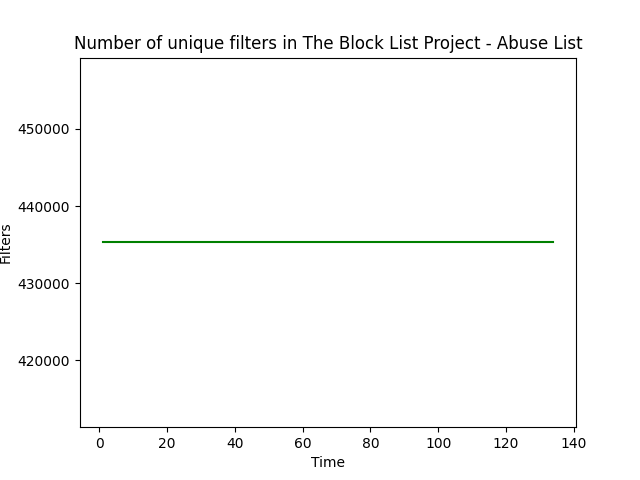 Number of unique filters in The Block List Project - Abuse List
450000
440000
430000
420000
Filters
0 20 40 60 80 100 120 140
Time